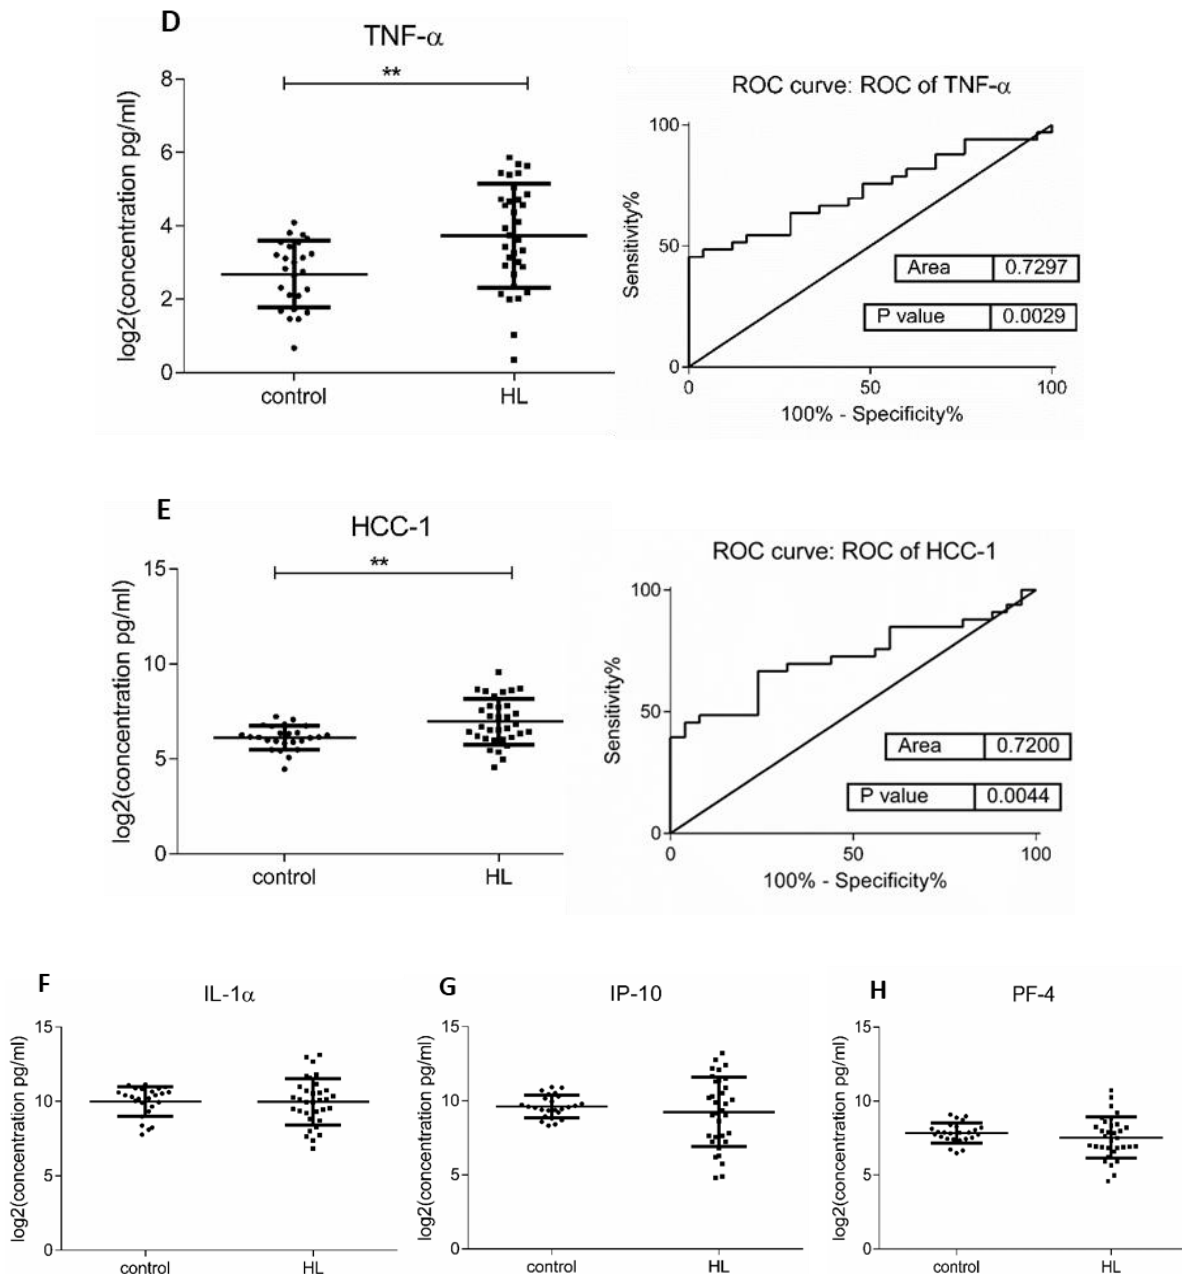 D
TNF-α
**
8
6
4
2
0
log2(concentration pg/ml)
control HL
ROC curve: ROC of TNF-α
100
50
0
Sensitivity%
Area 0.7297
P value 0.0029
0 50 100
100% - Specificity%
E
HCC-1
**
15
10
5
0
log2(concentration pg/ml)
control HL
ROC curve: ROC of HCC-1
100
50
0
Sensitivity%
Area 0.7200
P value 0.0044
0 50 100
100% - Specificity%
F
IL-1α
15
10
5
0
log2(concentration pg/ml)
control HL
G
IP-10
15
10
5
0
log2(concentration pg/ml)
control HL
H
PF-4
15
10
5
0
log2(concentration pg/ml)
control HL